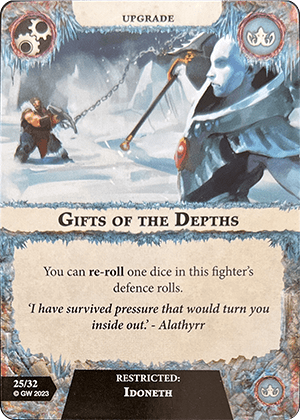 UPGRADE
GIFTS OF THE DEPTHS
You can re-roll one dice in this fighter's
defence rolls.
'I have survived pressure that would turn you
inside out.' - Alathyrr
25/32
© GW 2023
RESTRICTED:
IDONETH